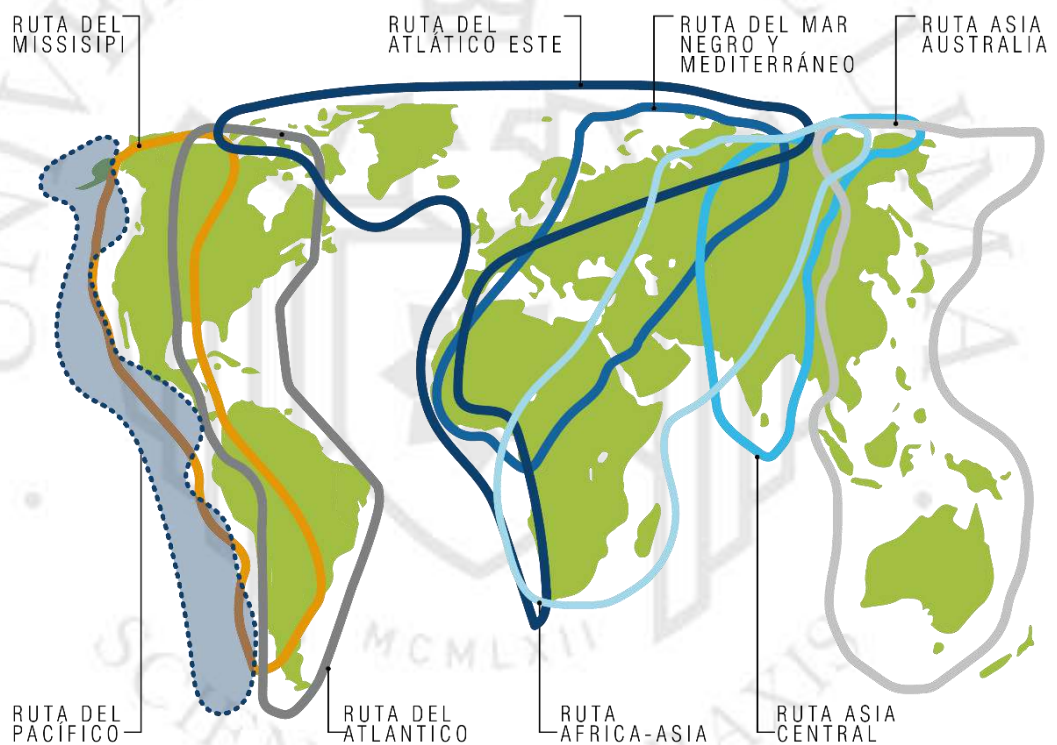 RUTA DEL
MISSISIPI
RUTA DEL
ATLÁTICO ESTE
RUTA DEL MAR
NEGRO Y
MEDITERRÁNEO
RUTA ASIA
AUSTRALIA
MCMLXII
RUTA DEL
PACÍFICO
RUTA DEL
ATLANTICO
RUTA
AFRICA-ASIA
RUTA ASIA
CENTRAL